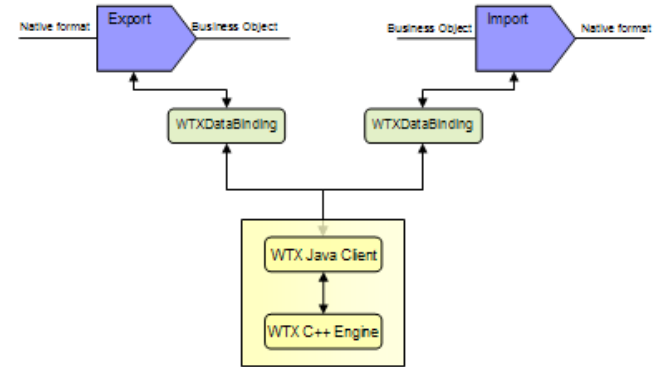 Native format
Export
Business Object
Business Object
Import
Native format
WTXDataBinding
WTXDataBinding
WTX Java Client
WTX C++ Engine